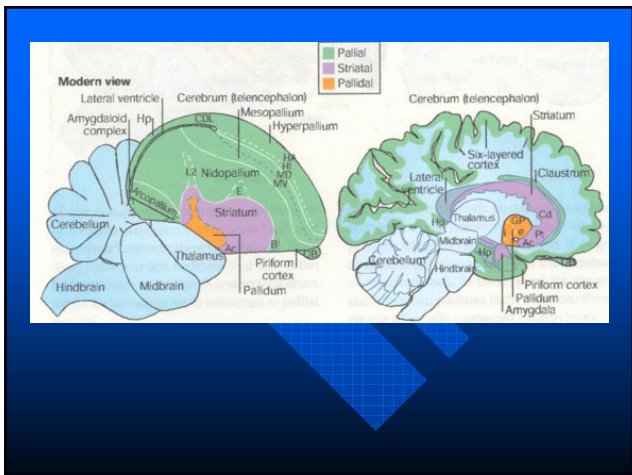 Pallial
Striatal
Pallidal
Modern view
Lateral ventricle
Cerebrum (telencephalon)
Amygdaloid
complex
Hp
CDL
Mesopallium
Hyperpallium
HA
HI
MD
MV
L2
Nidopallium
E
Arcopallium
Striatum
Cerebellum
Thalamus
Ac
B
OB
Piriform
cortex
Pallidum
Hindbrain
Midbrain
Cerebrum (telencephalon)
Striatum
Six-layered
cortex
Claustrum
Lateral
ventricle
Hp
Thalamus
GP
Cd
Pt
Ac
Midbrain
Hp
Cerebellum
Hindbrain
OB
Piriform cortex
Pallidum
Amygdala